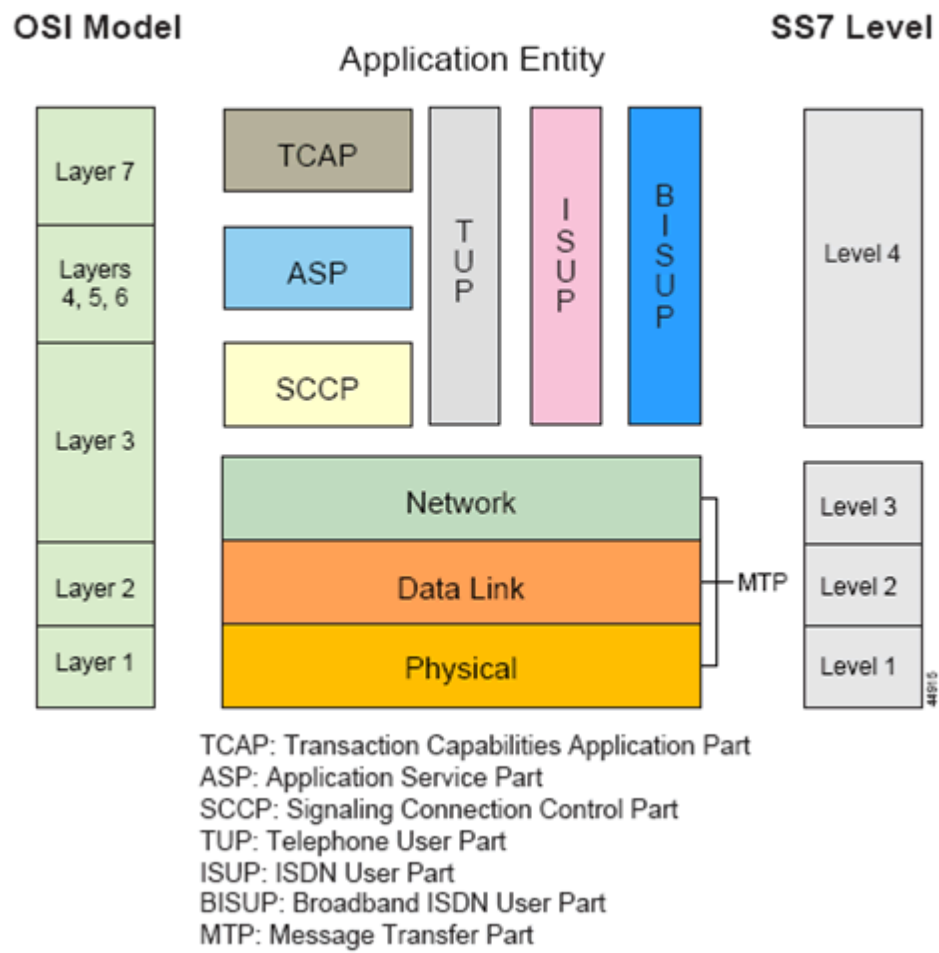 OSI Model
SS7 Level
Application Entity
Layer 7
Layers
4, 5, 6
Layer 3
Layer 2
Layer 1
TCAP
ASP
SCCP
TUP
ISUP
BISUP
Network
Data Link
Physical
MTP
Level 4
Level 3
Level 2
Level 1
44915
TCAP: Transaction Capabilities Application Part
ASP: Application Service Part
SCCP: Signaling Connection Control Part
TUP: Telephone User Part
ISUP: ISDN User Part
BISUP: Broadband ISDN User Part
MTP: Message Transfer Part